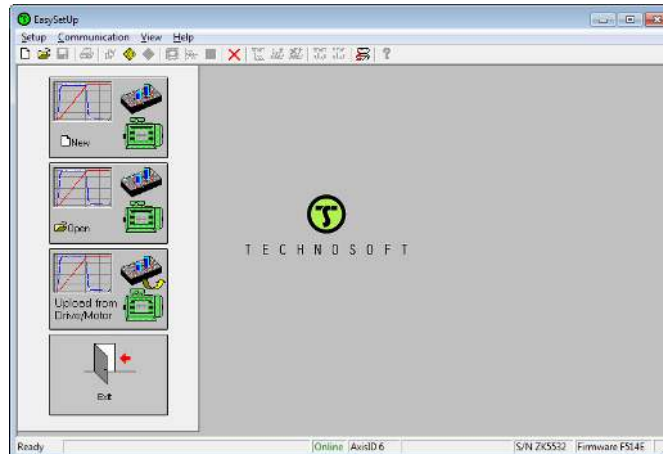 EasySetUp
Setup Communication View Help
New
Open
TECHNOSOFT
Upload from
Drive/Motor
Exit
Ready Online AxisID 6 S/N ZK5532 Firmware F514E